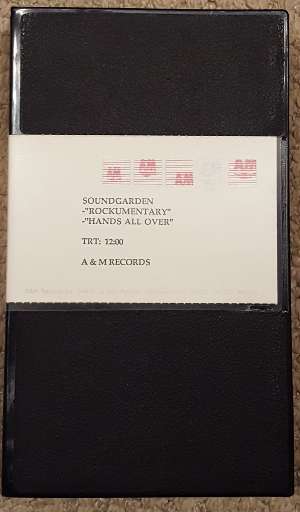 SOUNDGARDEN
-"ROCKUMENTARY"
-"HANDS ALL OVER"
TRT: 12:00
A & M RECORDS